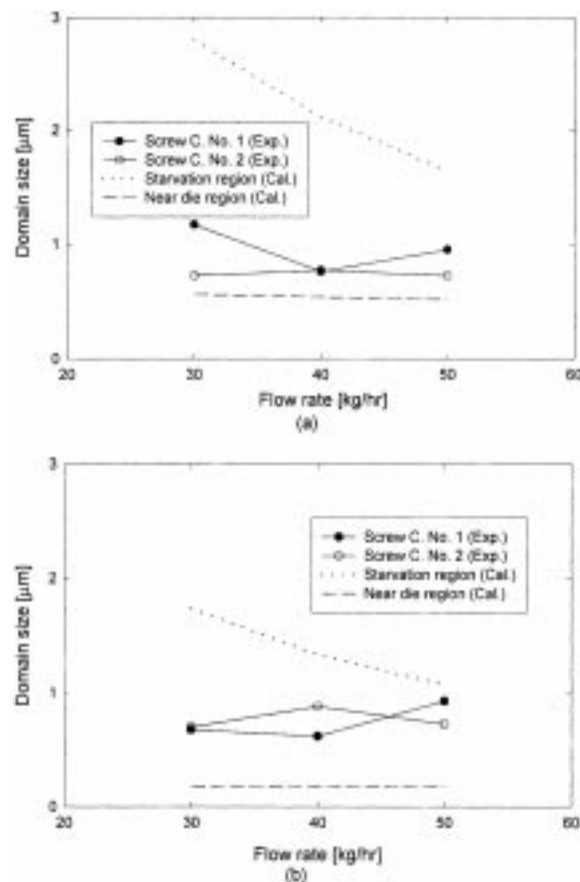 3
2
1
0
Domain size [µm]
Screw C. No. 1 (Exp.)
Screw C. No. 2 (Exp.)
Starvation region (Cal.)
Near die region (Cal.)
20 30 40 50 60
Flow rate [kg/hr]
(a)
3
2
1
0
Domain size [µm]
Screw C. No. 1 (Exp.)
Screw C. No. 2 (Exp.)
Starvation region (Cal.)
Near die region (Cal.)
20 30 40 50 60
Flow rate [kg/hr]
(b)